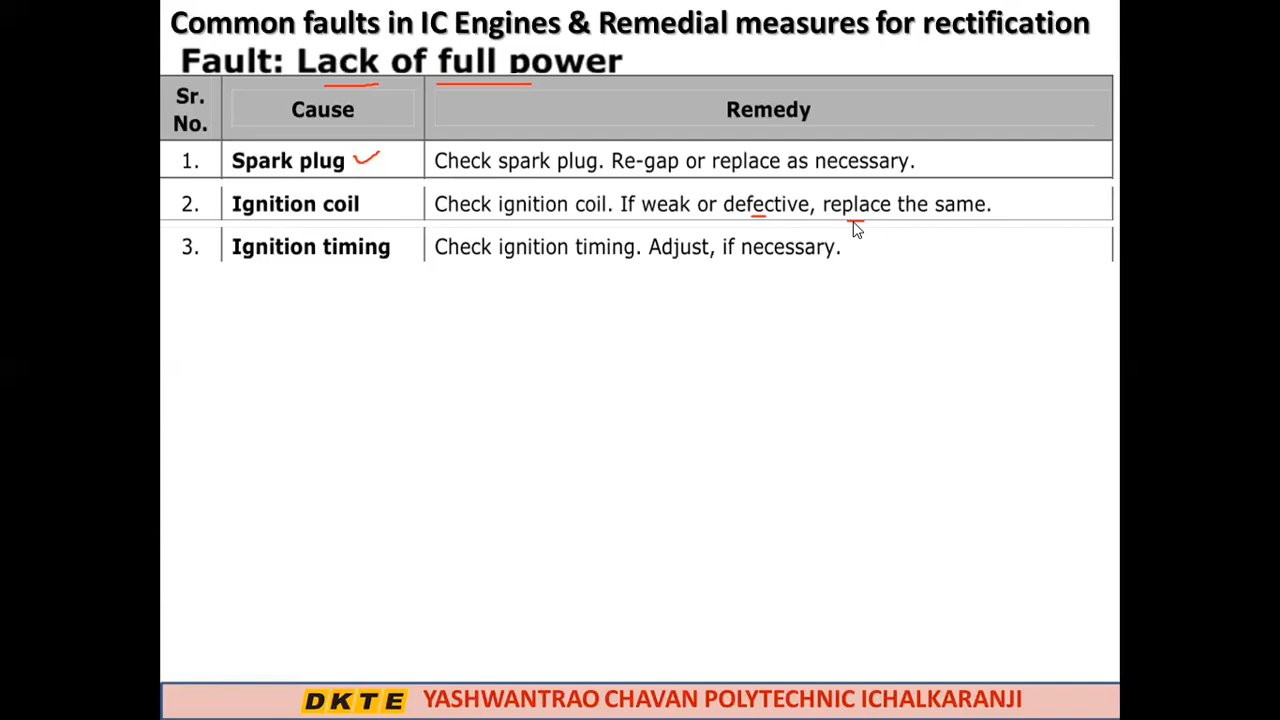 Common faults in IC Engines & Remedial measures for rectification
Fault: Lack of full power
Sr. No. Cause Remedy
1. Spark plug Check spark plug. Re-gap or replace as necessary.
2. Ignition coil Check ignition coil. If weak or defective, replace the same.
3. Ignition timing Check ignition timing. Adjust, if necessary.
DKTE YASHWANTRAO CHAVAN POLYTECHNIC ICHALKARANJI